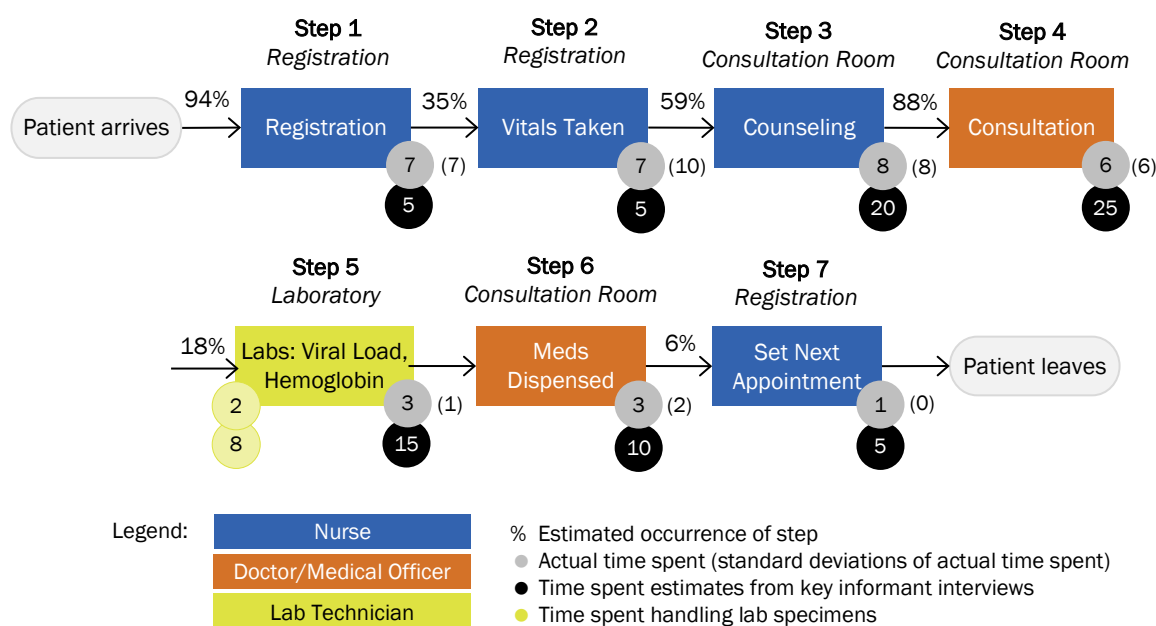 Step 1
Registration
Step 2
Registration
Step 3
Consultation Room
Step 4
Consultation Room
Patient arrives
94%
Registration
35%
Vitals Taken
59%
Counseling
88%
Consultation
7 (7)
5
7 (10)
5
8 (8)
20
6 (6)
25
Step 5
Laboratory
Step 6
Consultation Room
Step 7
Registration
18%
Labs: Viral Load,
Hemoglobin
Meds
Dispensed
6%
Set Next
Appointment
Patient leaves
2
8
3 (1)
15
3 (2)
10
1 (0)
5
Legend:
Nurse
Doctor/Medical Officer
Lab Technician
% Estimated occurrence of step
Actual time spent (standard deviations of actual time spent)
Time spent estimates from key informant interviews
Time spent handling lab specimens